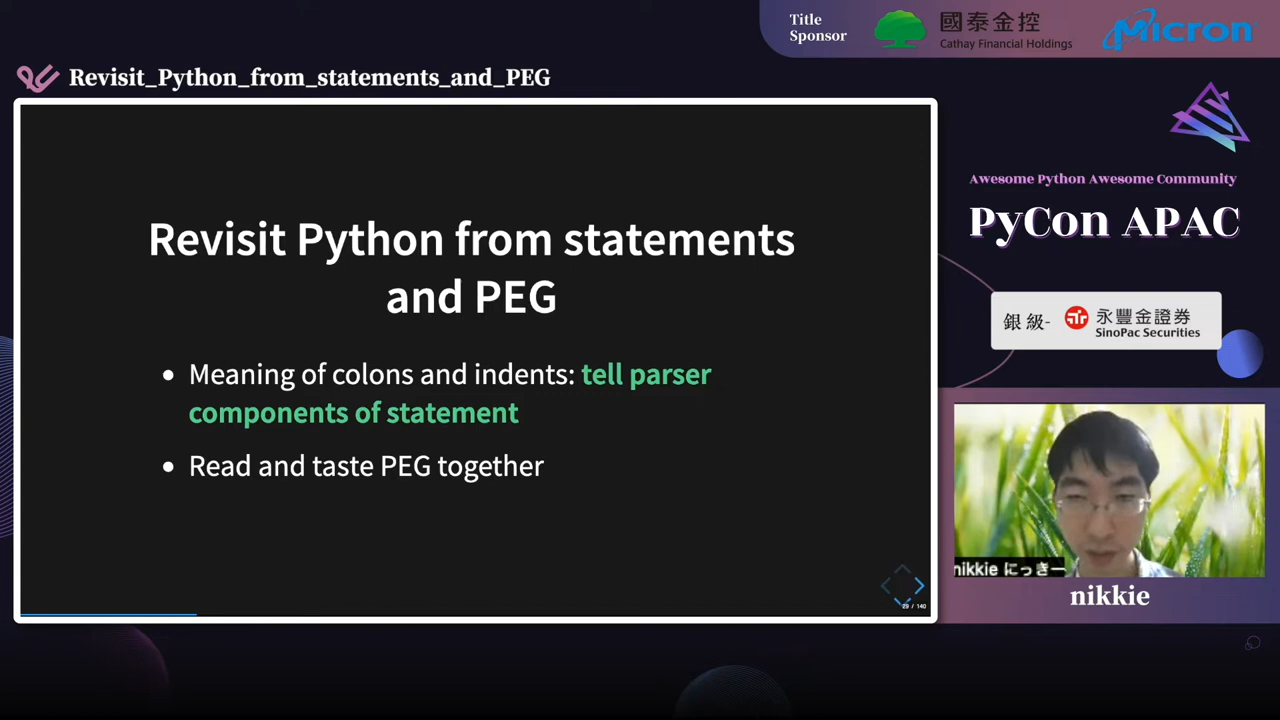 Title
Sponsor
國泰金控
Cathay Financial Holdings
Micron
Revisit_Python_from_statements_and_PEG
Revisit Python from statements
and PEG
• Meaning of colons and indents: tell parser
components of statement
• Read and taste PEG together
29 / 140
Awesome Python Awesome Community
PyCon APAC
銀級-
永豐金證券
SinoPac Securities
nikkie にっきー
nikkie